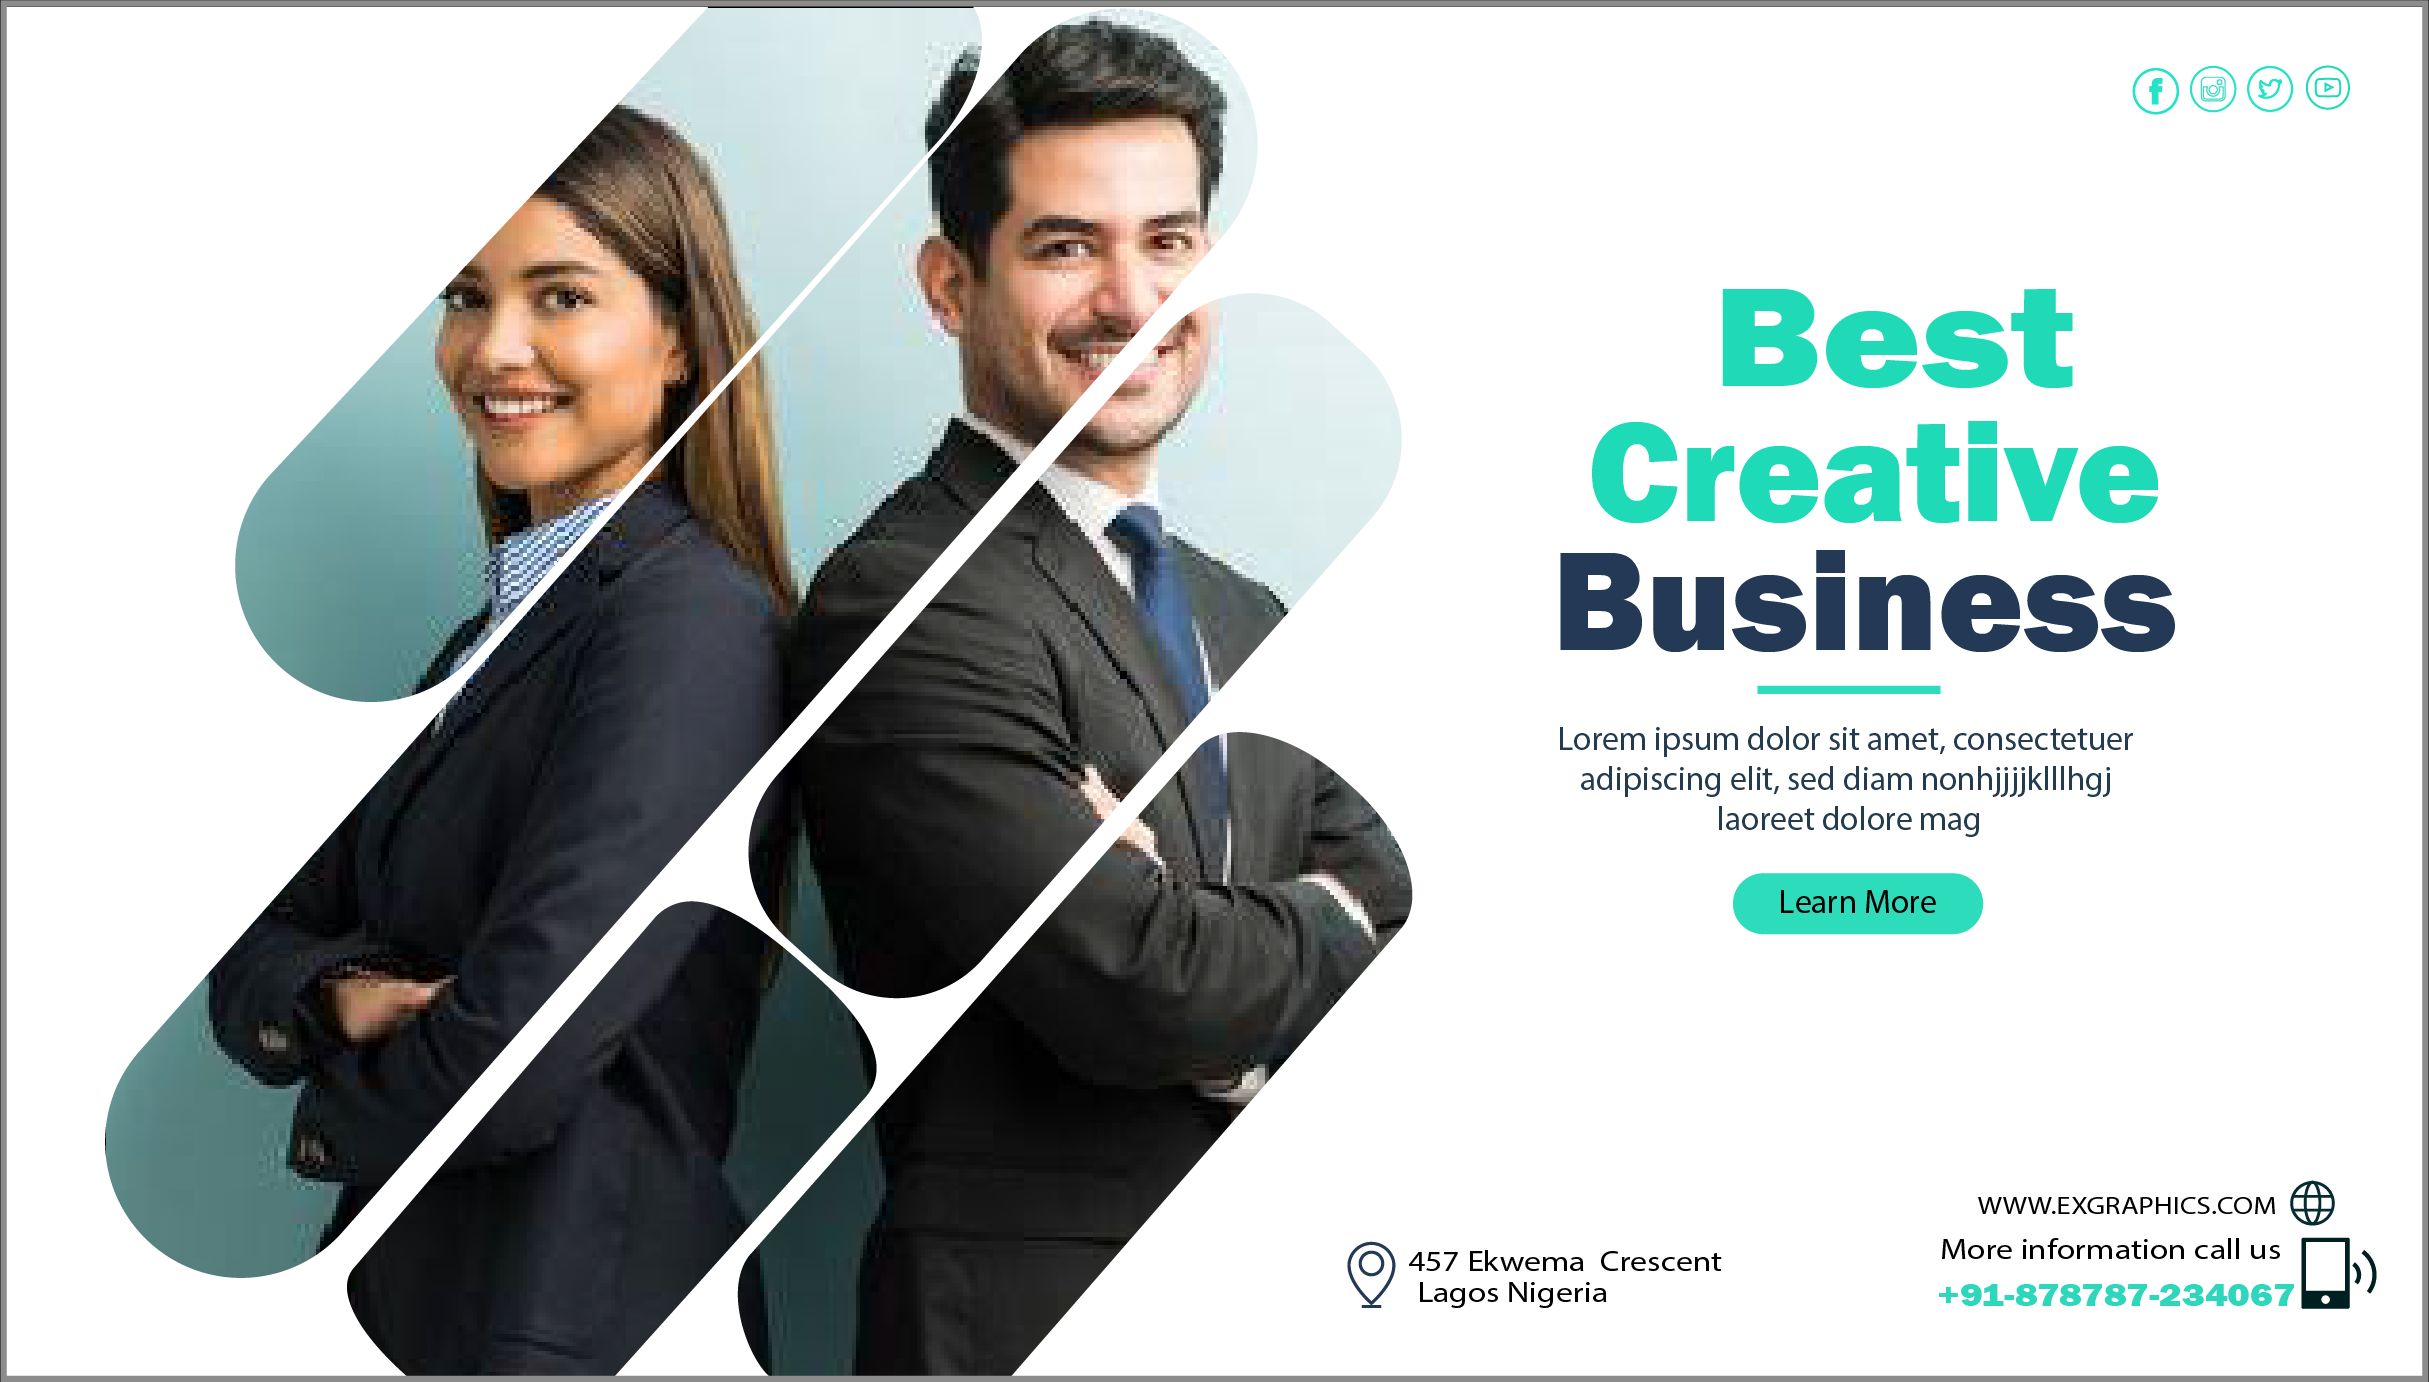 Best
Creative
Business
Lorem ipsum dolor sit amet, consectetuer
adipiscing elit, sed diam nonhjjjjklllhgj
laoreet dolore mag
Learn More
457 Ekwema Crescent
Lagos Nigeria
WWW.EXGRAPHICS.COM
More information call us
+91-878787-234067